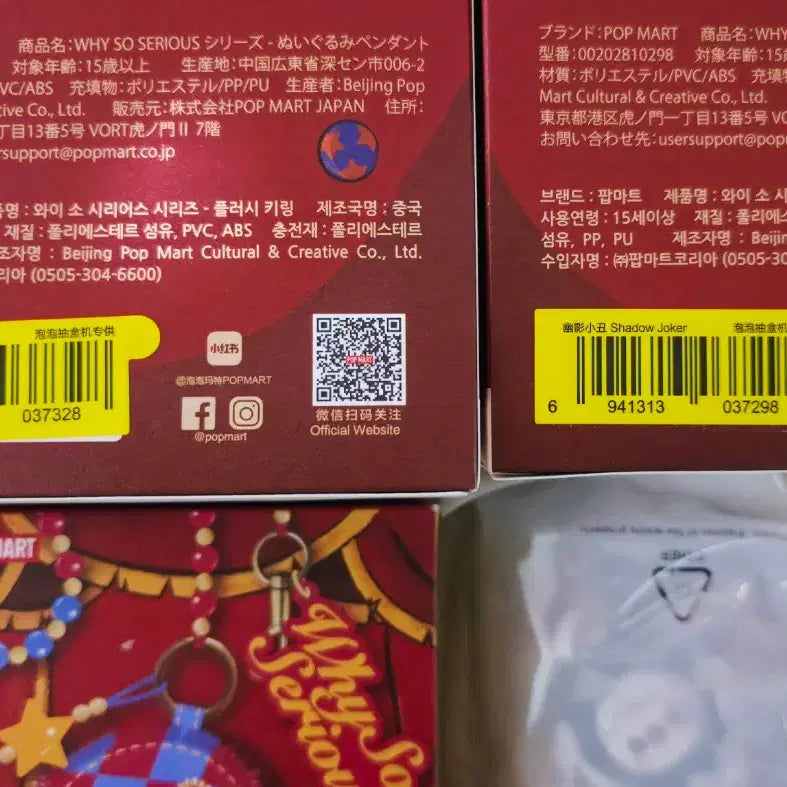 商品名：WHY SO SERIOUS シリーズ - ぬいぐるみペンダント
対象年齢：15歳以上 生産地：中国広東省深セン市006-2
VC/ABS 充填物：ポリエステル/PP/PU 生産者：Beijing Pop
eative Co., Ltd. 販売元：株式会社POP MART JAPAN 住所：
丁目13番5号 VORT虎ノ門Ⅱ 7階
ersupport@popmart.co.jp
품명 : 와이 소 시리어스 시리즈 - 플러시 키링 제조국명 : 중국
재질 : 폴리에스테르 섬유, PVC, ABS 충전재 : 폴리에스테르
조자명 : Beijing Pop Mart Cultural & Creative Co., Ltd.
리아 (0505-304-6600)
泡泡抽盒机专供
037328
小红书
@泡泡玛特POPMART
@popmart
POP MART
微信扫码关注
Official Website
ブランド：POP MART 商品名：WHY
型番：00202810298 対象年齢：15
材質：ポリエステル/PVC/ABS 充填物
Mart Cultural & Creative Co., Ltd.
東京都港区虎ノ門一丁目13番5号 VO
お問い合わせ先：usersupport@popm
브랜드 : 팝마트 제품명 : 와이 소
사용연령 : 15세이상 재질 : 폴리에스
섬유, PP, PU 제조자명 : Beijin
수입자명 : ㈜팝마트코리아 (0505-30
幽影小丑 Shadow Joker 泡泡抽盒机
6 941313 037298
MART
Why So
Seriou